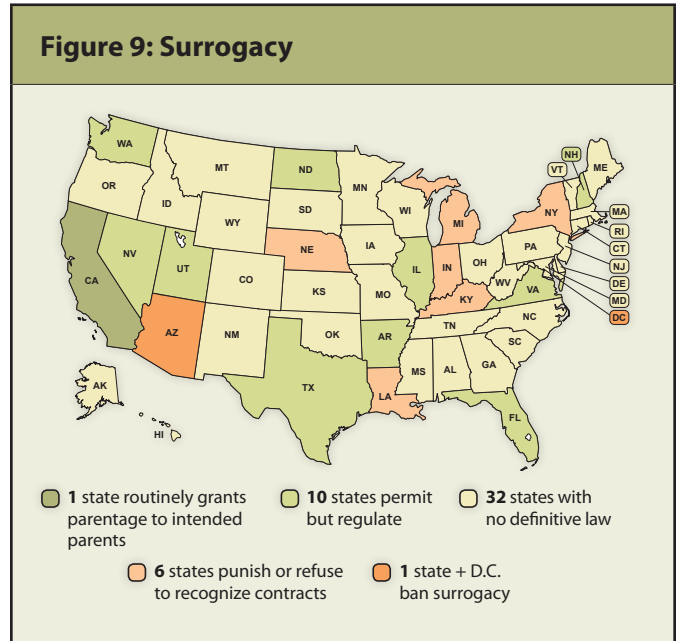 Figure 9: Surrogacy
WA
MT
ND
MN
VT
NH
ME
OR
ID
SD
WI
MI
NY
MA
WY
RI
CT
NE
IA
PA
NJ
NV
UT
IL
IN
OH
DE
CA
CO
WV
VA
MD
KS
MO
KY
DC
AZ
NM
OK
AR
TN
NC
SC
TX
MS
AL
GA
LA
AK
FL
HI
1 state routinely grants
parentage to intended
parents
10 states permit
but regulate
32 states with
no definitive law
6 states punish or refuse
to recognize contracts
1 state + D.C.
ban surrogacy